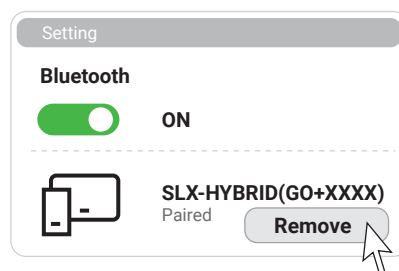 Setting
Bluetooth
ON
SLX-HYBRID(GO+XXXX)
Paired
Remove